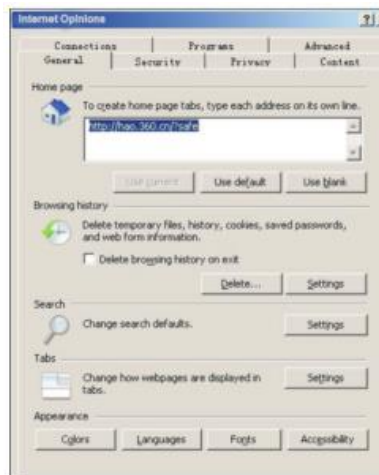 Internet Opinions
Connections Programs Advanced
General Security Privacy Content
Home page
To create home page tabs, type each address on its own line.
http://hao.360.cn/?safe
Use current Use default Use blank
Browsing history
Delete temporary files, history, cookies, saved passwords,
and web form information.
Delete browsing history on exit
Delete... Settings
Search
Change search defaults. Settings
Tabs
Change how webpages are displayed in
tabs. Settings
Appearance
Colors Languages Fonts Accessibility